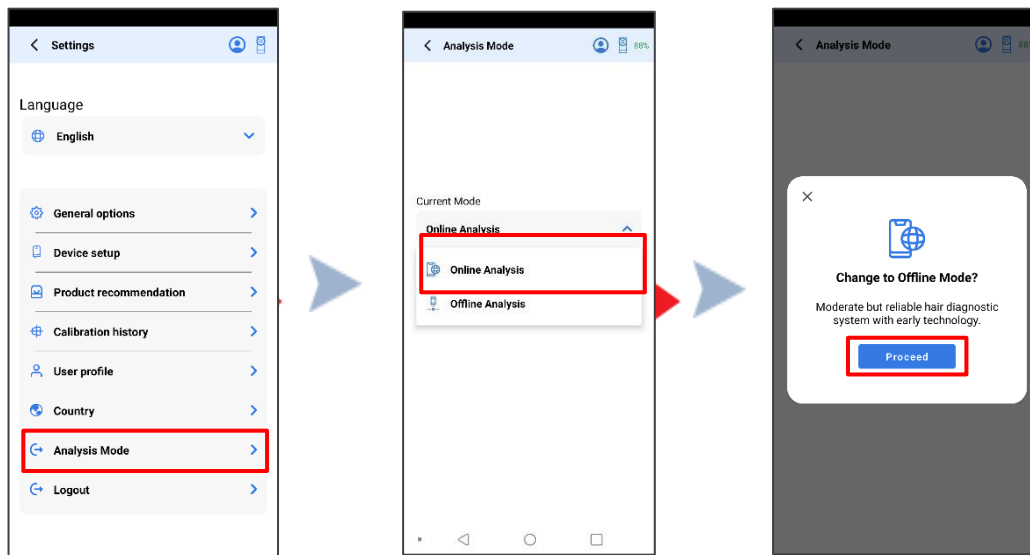 Settings
Language
English
General options
Device setup
Product recommendation
Calibration history
User profile
Country
Analysis Mode
Logout
Analysis Mode
88%
Current Mode
Online Analysis
Online Analysis
Offline Analysis
Analysis Mode
Change to Offline Mode?
Moderate but reliable hair diagnostic
system with early technology.
Proceed